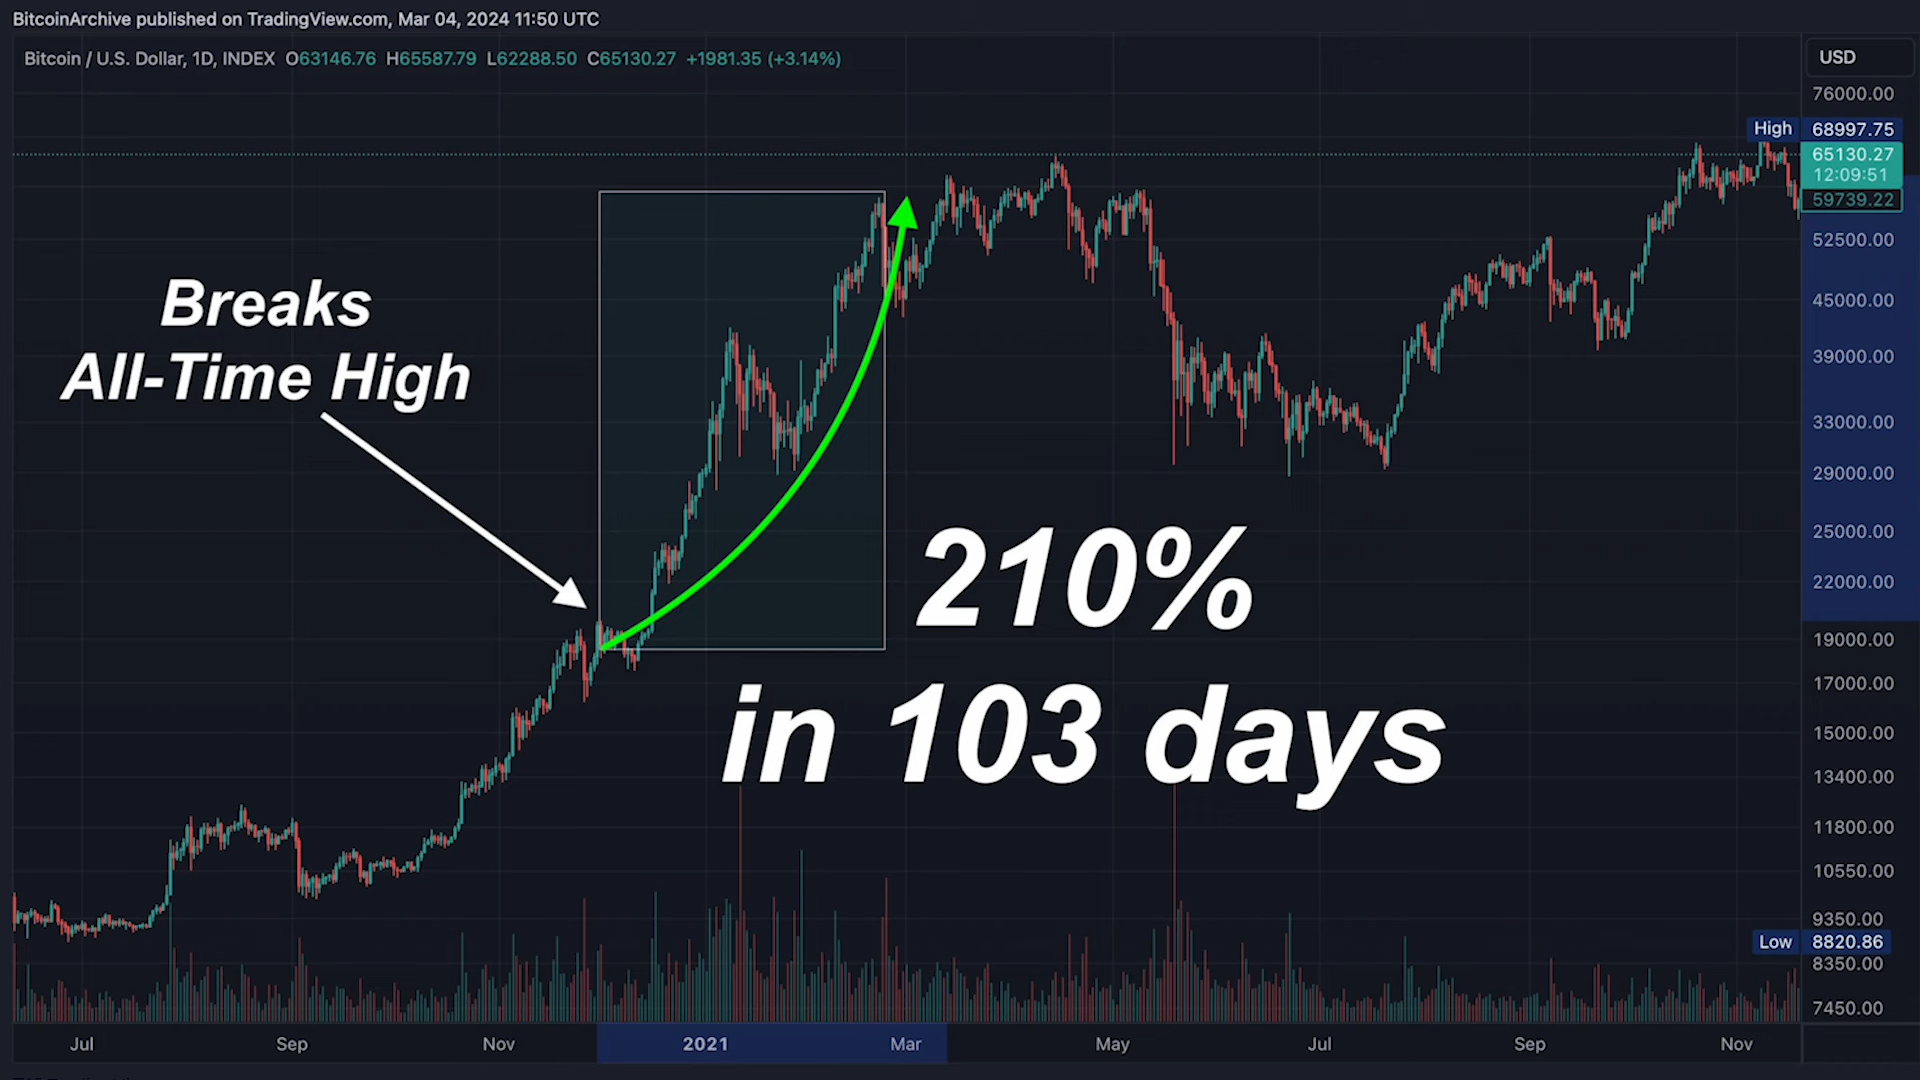 BitcoinArchive published on TradingView.com, Mar 04, 2024 11:50 UTC
Bitcoin / U.S. Dollar, 1D, INDEX O63146.76 H65587.79 L62288.50 C65130.27 +1981.35 (+3.14%)
USD
76000.00
High 68997.75
65130.27
12:09:51
59739.22
52500.00
45000.00
39000.00
33000.00
29000.00
25000.00
22000.00
19000.00
17000.00
15000.00
13400.00
11800.00
10550.00
9350.00
Low 8820.86
8350.00
7450.00
Breaks
All-Time High
210%
in 103 days
Jul Sep Nov 2021 Mar May Jul Sep Nov